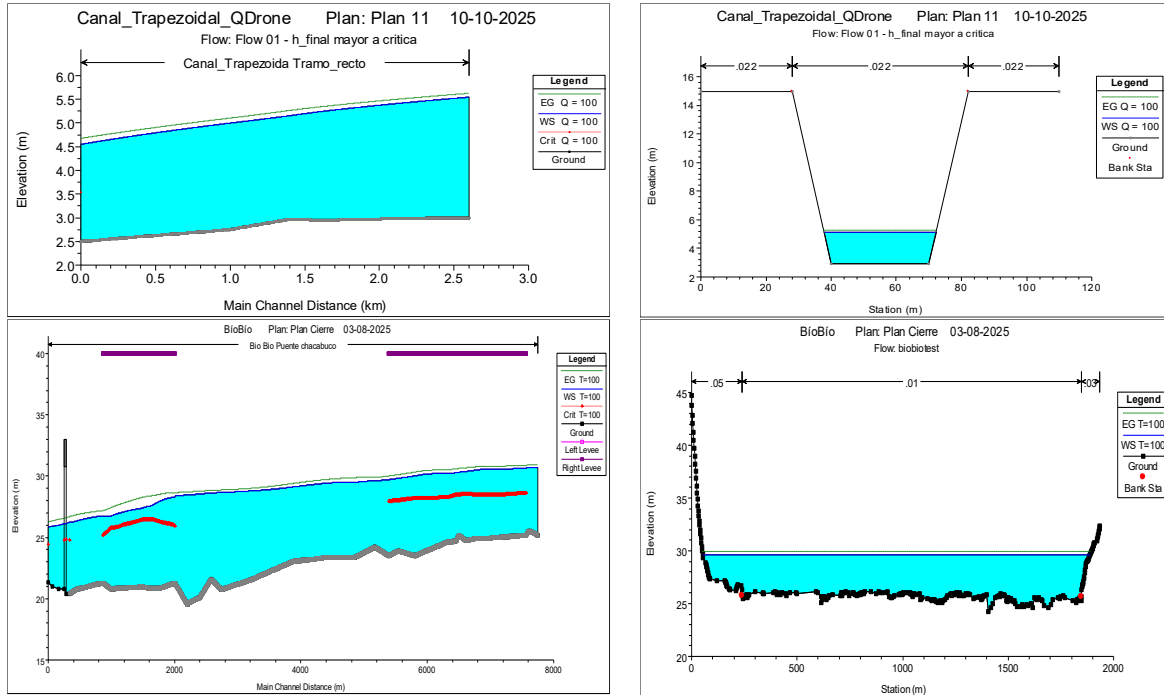 Canal_Trapezoidal_QDrone Plan: Plan 11 10-10-2025
Flow: Flow 01 - h_final mayor a critica
Canal_Trapezoida Tramo_recto
Elevation (m)
6.0
5.5
5.0
4.5
4.0
3.5
3.0
2.5
2.0
0.0 0.5 1.0 1.5 2.0 2.5 3.0
Main Channel Distance (km)
Legend
EG Q = 100
WS Q = 100
Crit Q = 100
Ground
Canal_Trapezoidal_QDrone Plan: Plan 11 10-10-2025
Flow: Flow 01 - h_final mayor a critica
.022 .022 .022
Elevation (m)
16
14
12
10
8
6
4
2
0 20 40 60 80 100 120
Station (m)
Legend
EG Q = 100
WS Q = 100
Ground
Bank Sta
BíoBío Plan: Plan Cierre 03-08-2025
Bio Bio Puente chacabuco
Elevation (m)
40
35
30
25
20
15
0 2000 4000 6000 8000
Main Channel Distance (m)
Legend
EG T=100
WS T=100
Crit T=100
Ground
Left Levee
Right Levee
BíoBío Plan: Plan Cierre 03-08-2025
Flow: biobiotest
.05 .01 .03
Elevation (m)
45
40
35
30
25
20
0 500 1000 1500 2000
Station (m)
Legend
EG T=100
WS T=100
Ground
Bank Sta